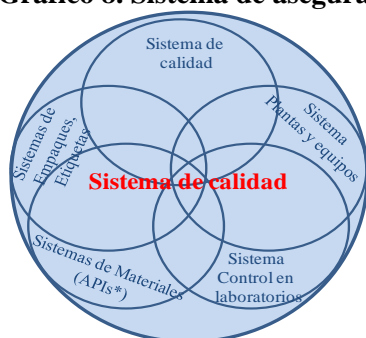 Gráfico 8. Sistema de asegura
Sistema de
calidad
Sistemas de
Empaques,
Etiquetas
Sistema
Plantas y equipos
Sistema de calidad
Sistemas de Materiales
(APIs*)
Sistema
Control en
laboratorios